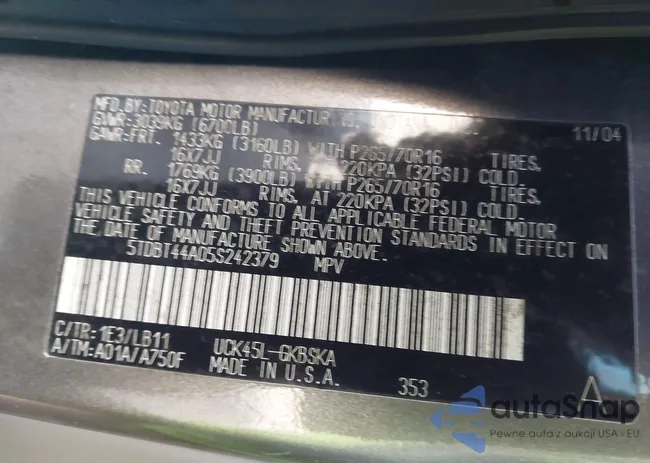 MFD.BY:TOYOTA MOTOR MANUFACTURING 11/04
GVWR:3039KG (6700LB)
GAWR:FRT. 1433KG (3160LB) WITH P265/70R16 TIRES,
16X7JJ RIMS, 220KPA (32PSI) COLD
RR. 1769KG (3900LB) WITH P265/70R16 TIRES,
16X7JJ RIMS, AT 220KPA (32PSI) COLD
THIS VEHICLE CONFORMS TO ALL APPLICABLE FEDERAL MOTOR
VEHICLE SAFETY AND THEFT PREVENTION STANDARDS IN EFFECT ON
THE DATE OF MANUFACTURE SHOWN ABOVE.
5TDBT44A05S242379 MPV
C/TR:1E3/LB11 UCK45L-GKBSKA
A/TM:A01A/A750F MADE IN U.S.A. 353 A
autoSnap
Pewne auta z aukcji USA i EU